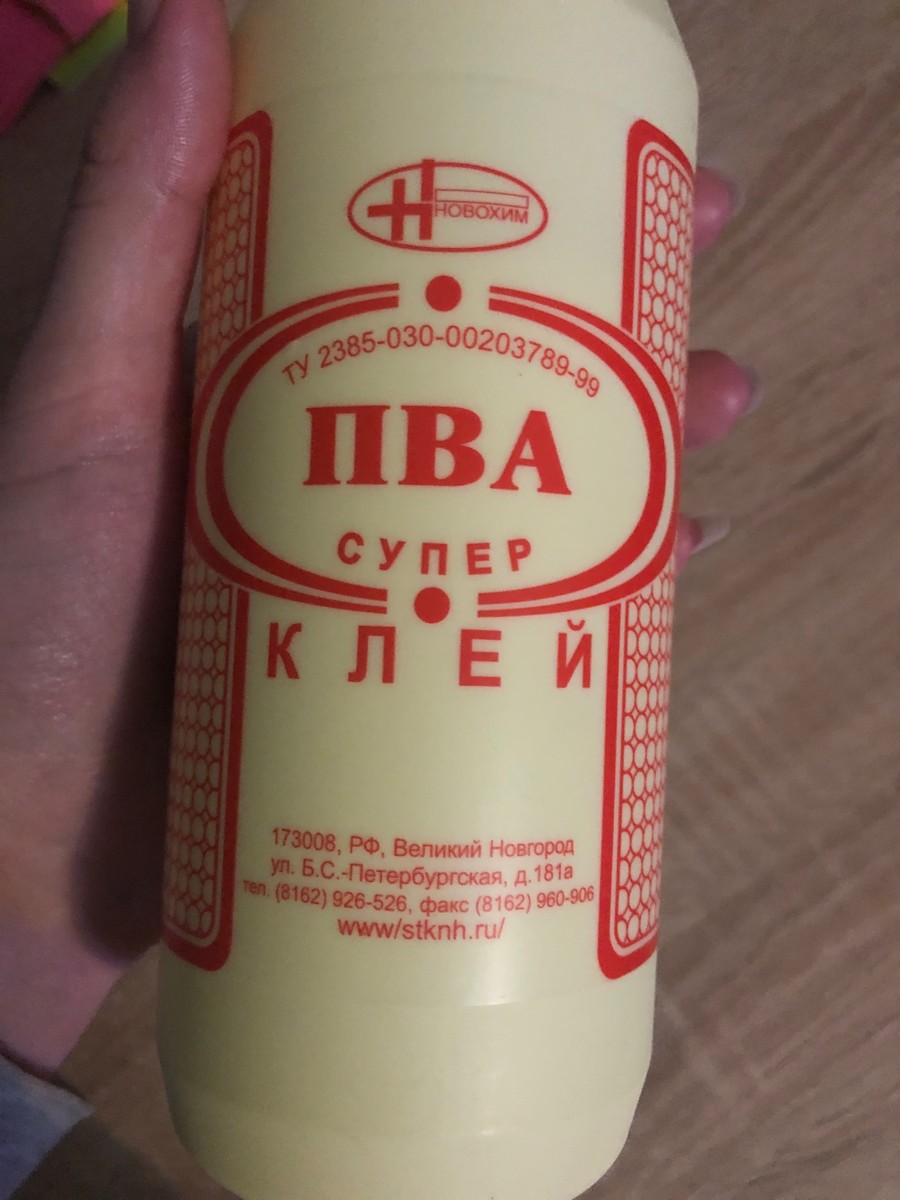 НОВОХИМ
ТУ 2385-030-00203789-99
ПВА
СУПЕР
КЛЕЙ
173008, РФ, Великий Новгород
ул. Б.С.-Петербургская, д.181а
тел. (8162) 926-526, факс (8162) 960-906
www/stknh.ru/